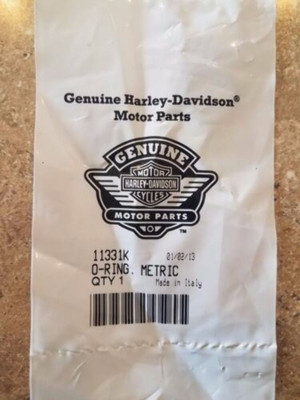 Genuine Harley-Davidson®
Motor Parts
GENUINE
MOTOR
HARLEY-DAVIDSON
CYCLES
MOTOR PARTS
™
11331K 01/02/13
O-RING, METRIC
QTY 1 Made in Italy